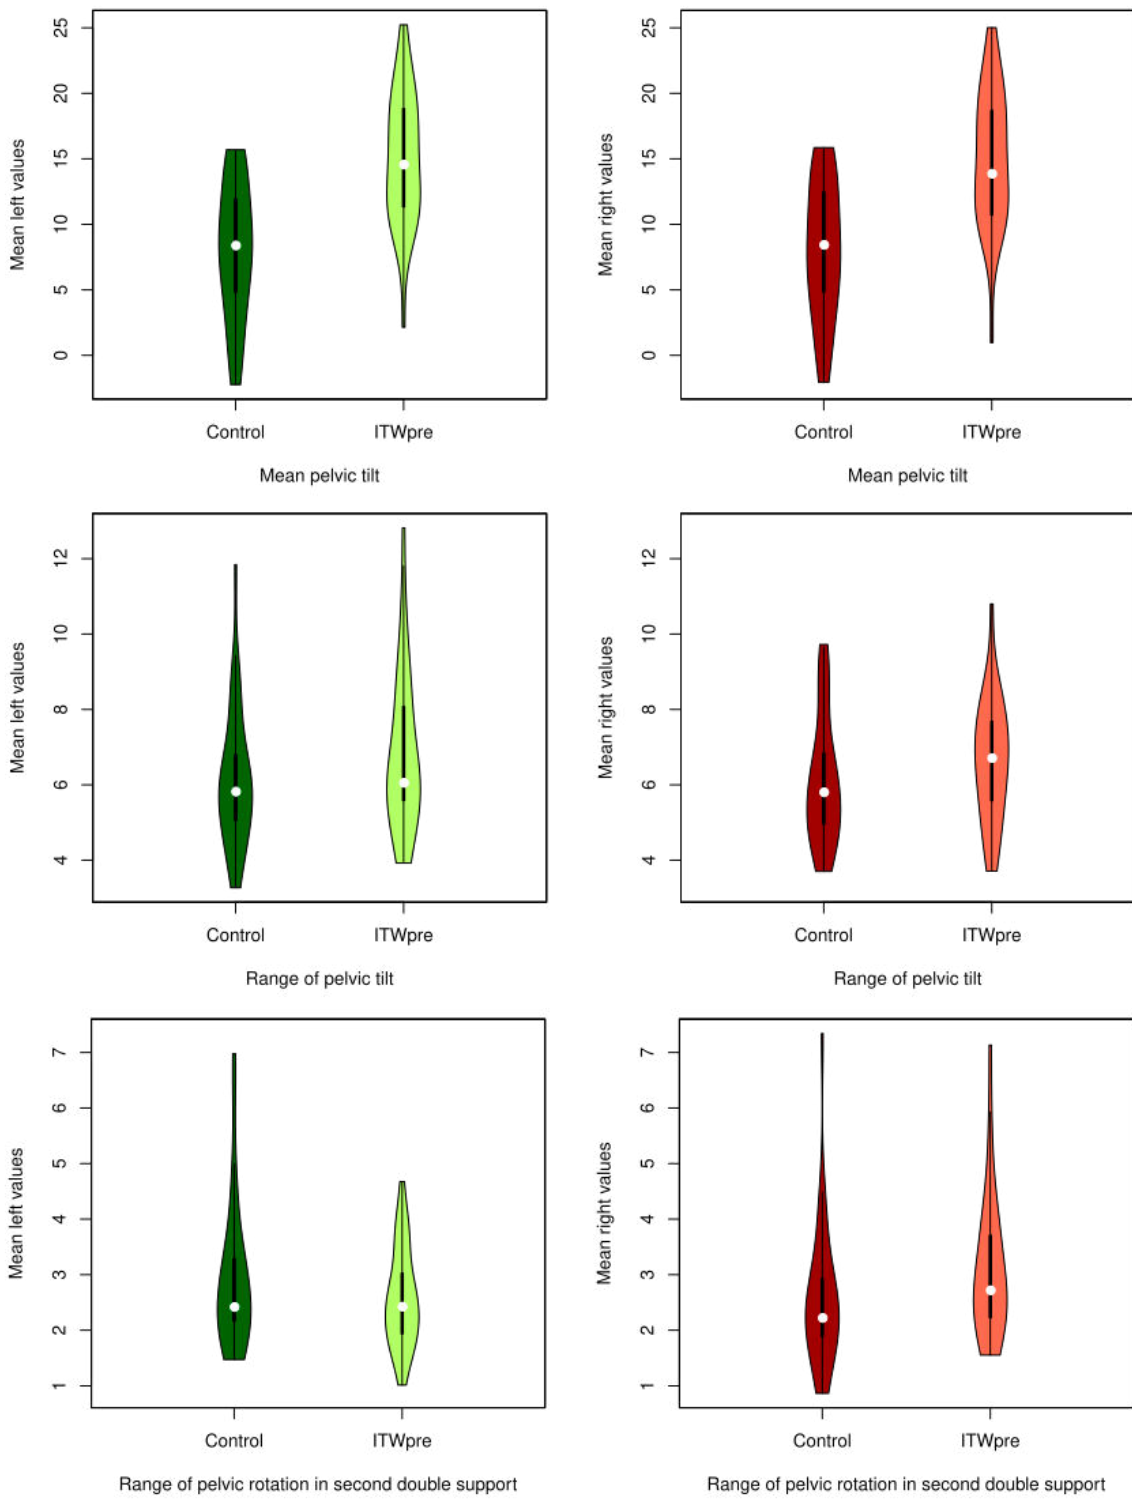 Mean left values
25
20
15
10
5
0
Control
ITWpre
Mean pelvic tilt
Mean right values
25
20
15
10
5
0
Control
ITWpre
Mean pelvic tilt
Mean left values
12
10
8
6
4
Control
ITWpre
Range of pelvic tilt
Mean right values
12
10
8
6
4
Control
ITWpre
Range of pelvic tilt
Mean left values
7
6
5
4
3
2
1
Control
ITWpre
Range of pelvic rotation in second double support
Mean right values
7
6
5
4
3
2
1
Control
ITWpre
Range of pelvic rotation in second double support